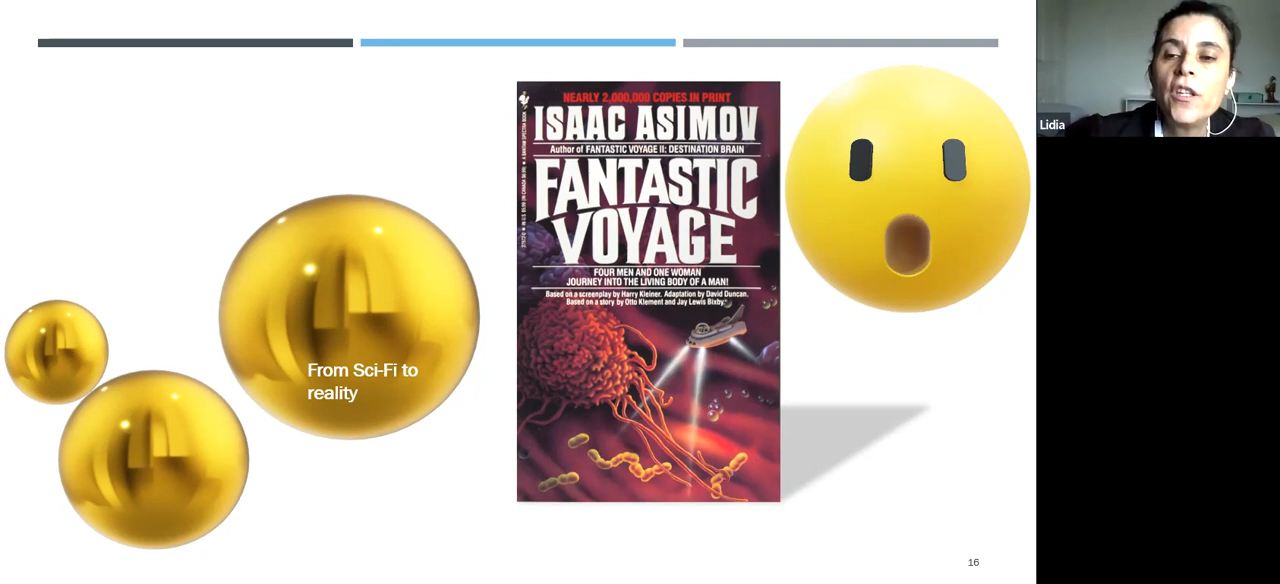 From Sci-Fi to
reality
NEARLY 2,000,000 COPIES IN PRINT
ISAAC ASIMOV
Author of FANTASTIC VOYAGE II: DESTINATION BRAIN
FANTASTIC
VOYAGE
FOUR MEN AND ONE WOMAN
JOURNEY INTO THE LIVING BODY OF A MAN!
Based on a screenplay by Harry Kleiner. Adaptation by David Duncan.
Based on a story by Otto Klement and Jay Lewis Bixby.
Lidia
16